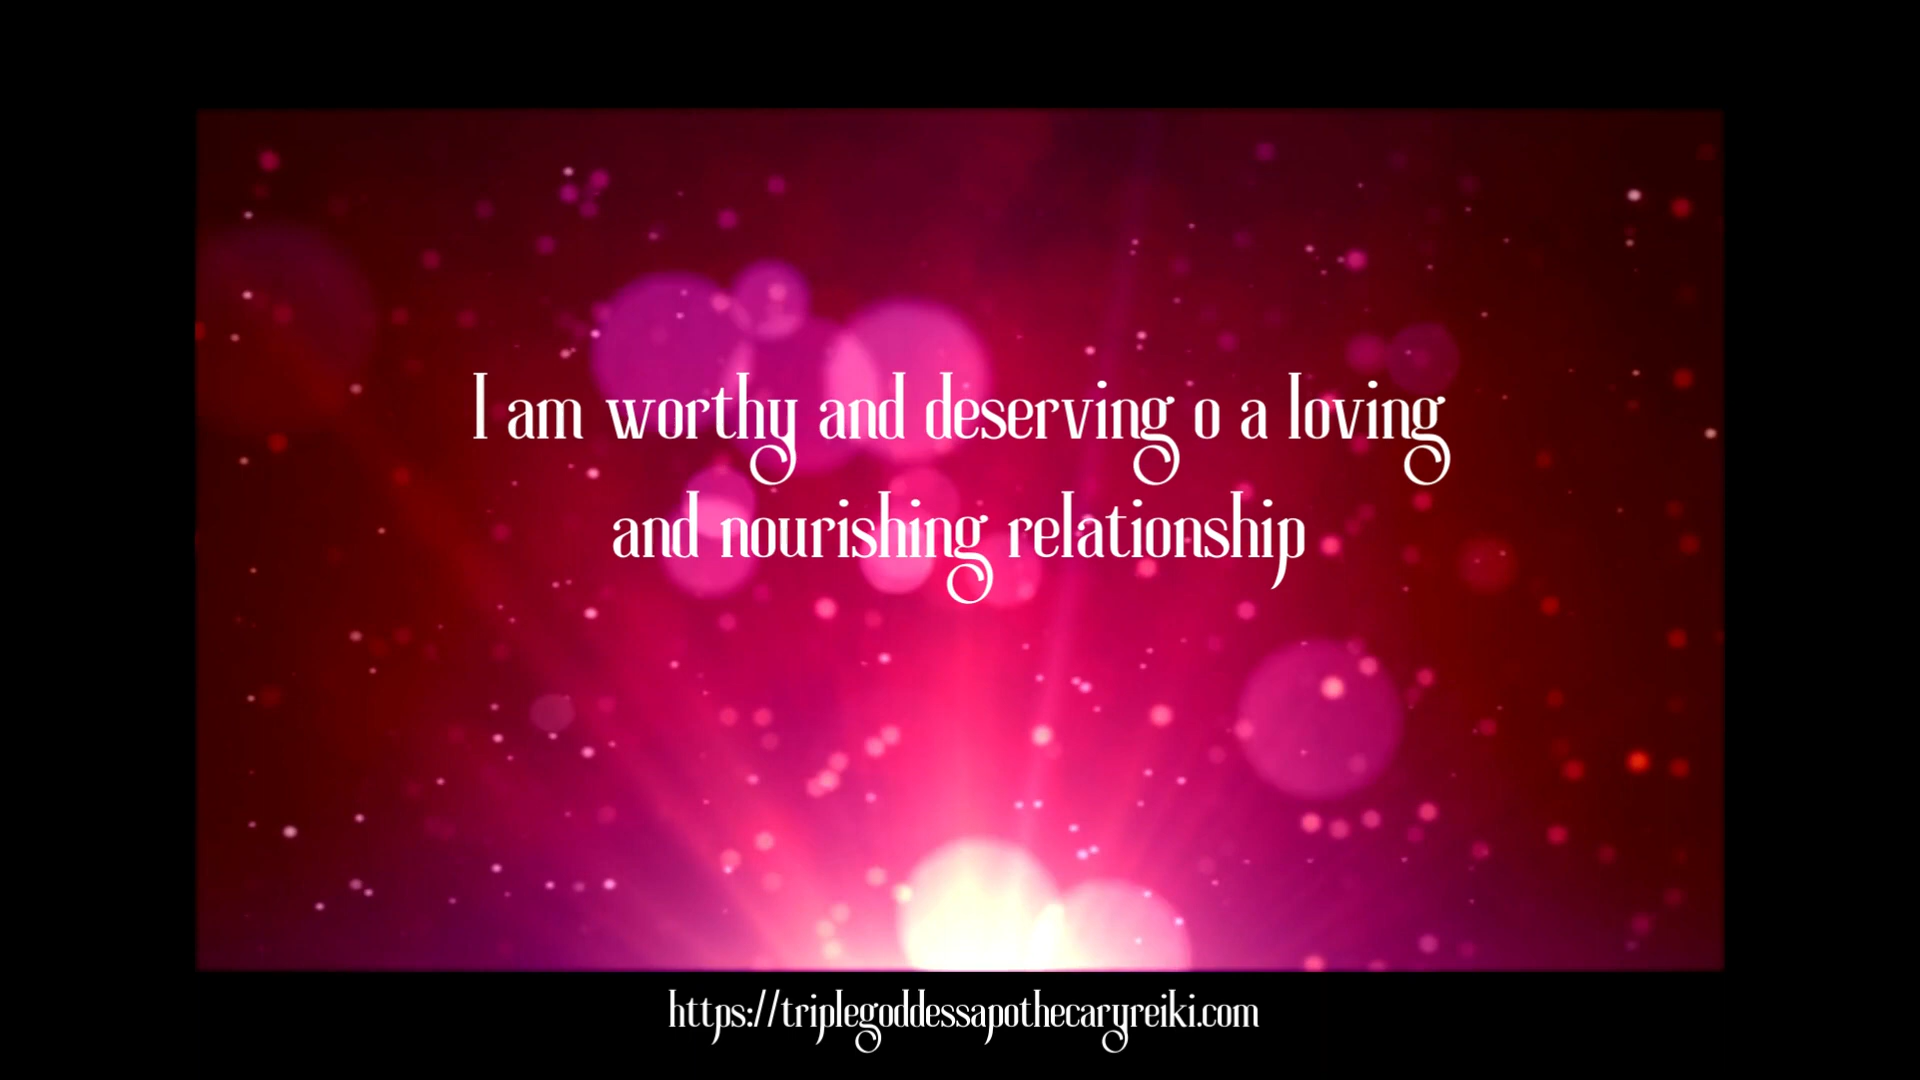 I am worthy and deserving o a loving
and nourishing relationship
https://triplegoddessapothecaryreiki.com